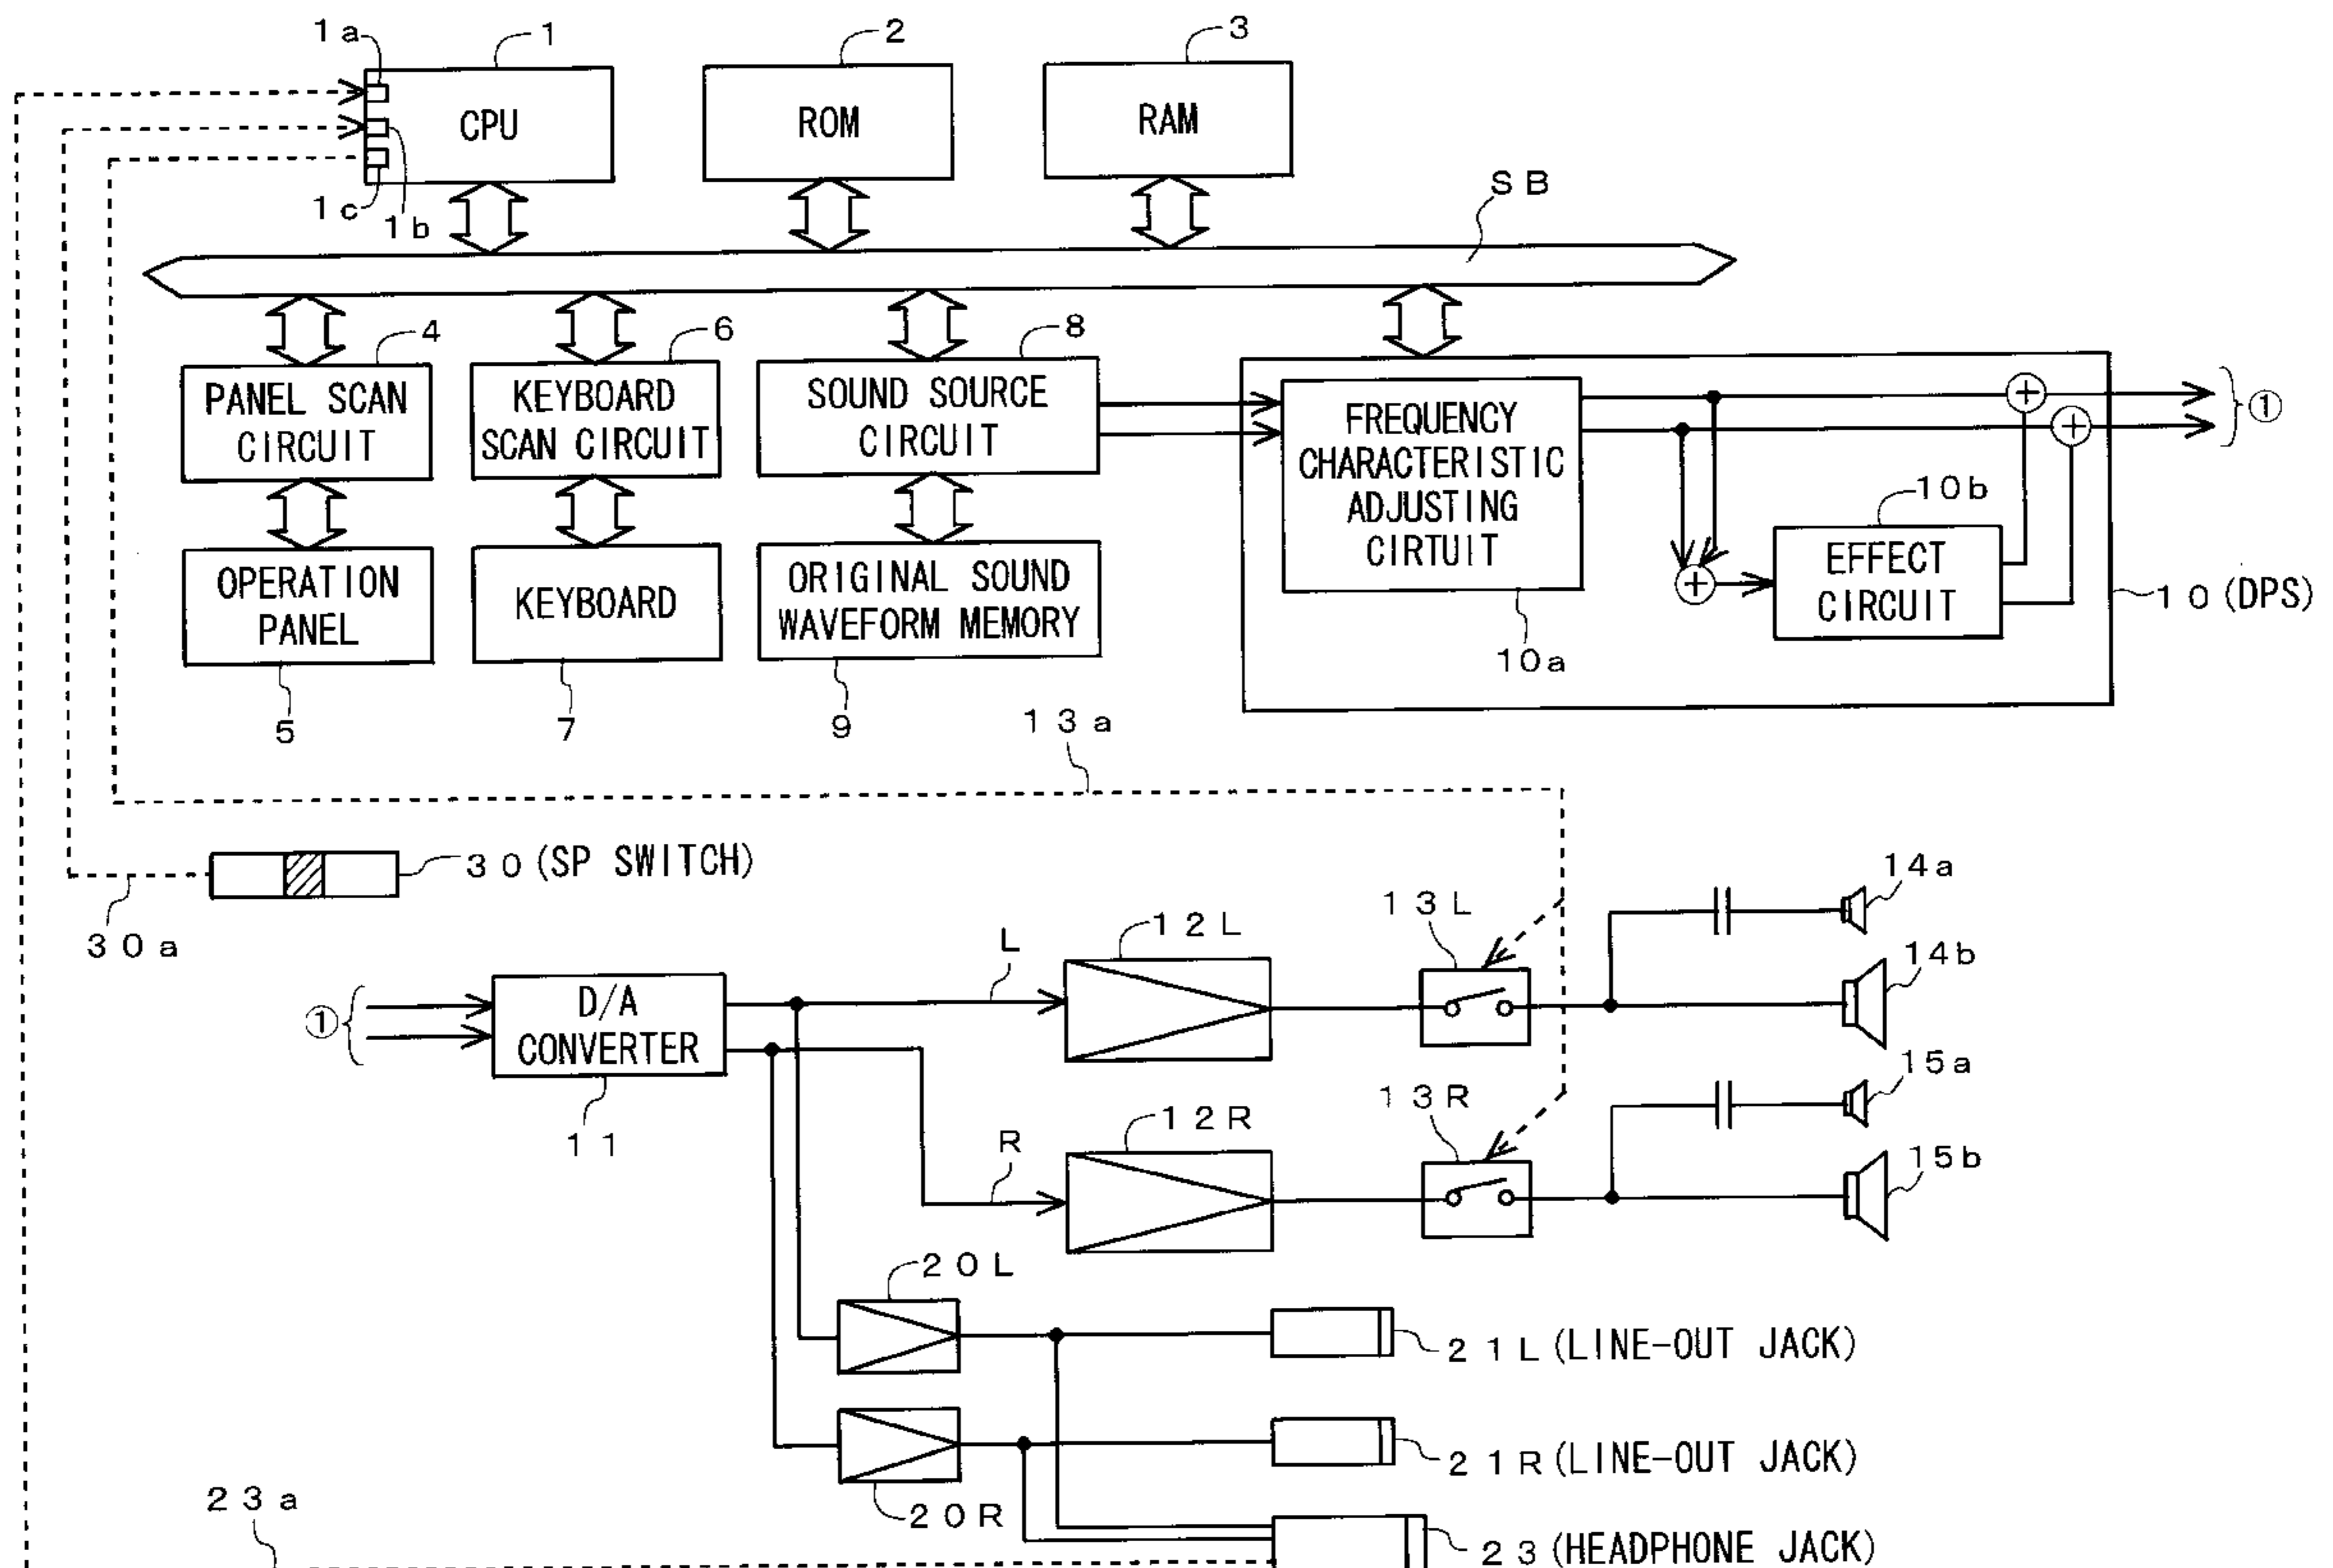 1a
1
2
3
CPU
ROM
RAM
1c
1b
SB
4
6
8
PANEL SCAN
CIRCUIT
KEYBOARD
SCAN CIRCUIT
SOUND SOURCE
CIRCUIT
FREQUENCY
CHARACTERISTIC
ADJUSTING
CIRTUIT
①
10b
EFFECT
CIRCUIT
10 (DPS)
OPERATION
PANEL
KEYBOARD
ORIGINAL SOUND
WAVEFORM MEMORY
10a
5
7
9
13a
30 (SP SWITCH)
30a
14a
13L
12L
L
14b
①
D/A
CONVERTER
11
15a
13R
12R
R
15b
20L
21L (LINE-OUT JACK)
21R (LINE-OUT JACK)
20R
23a
23 (HEADPHONE JACK)